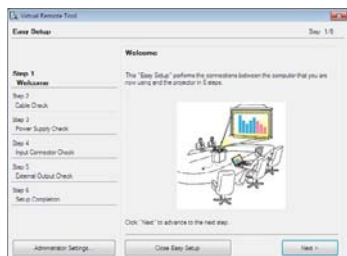 Virtual Remote Tool
Easy Setup
Step 1/6
Step 1
Welcome
Step 2
Cable Check
Step 3
Power Supply Check
Step 4
Input Connector Check
Step 5
External Output Check
Step 6
Setup Completion
Welcome
This "Easy Setup" performs the connections between the computer that you are
now using and the projector in 6 steps.
Click "Next" to advance to the next step.
Administrator Settings...
Close Easy Setup
Next >